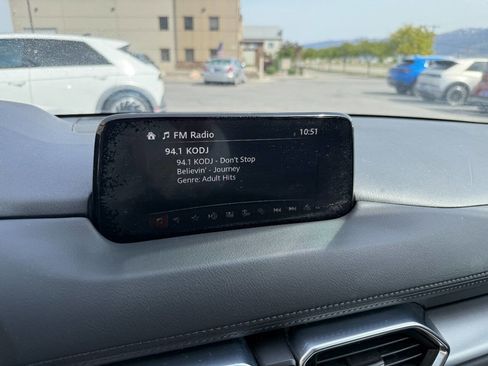 FM Radio
10:51
94.1 KODJ
94.1 KODJ - Don't Stop
Believin' - Journey
Genre: Adult Hits